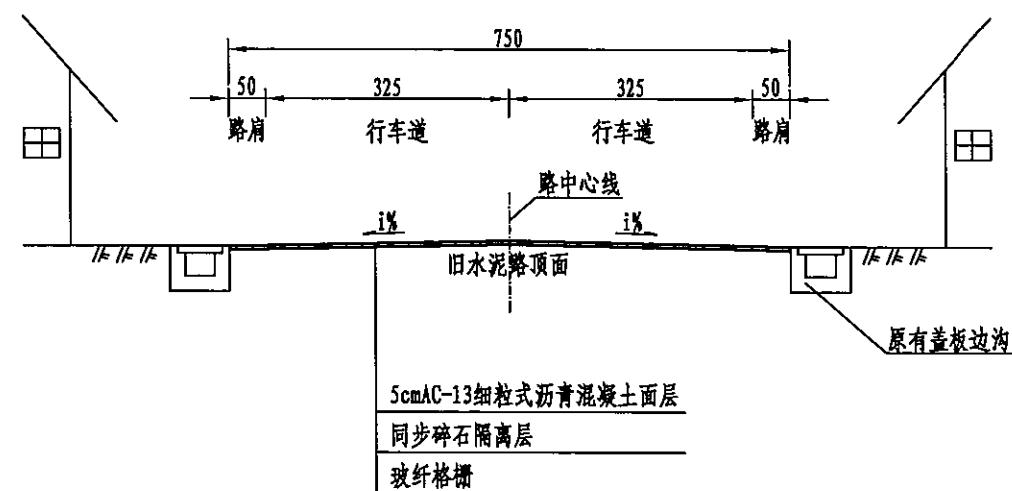 750
50 325 325 50
路肩 行车道 行车道 路肩
路中心线
i% i%
旧水泥路顶面
原有盖板边沟
5cmAC-13细粒式沥青混凝土面层
同步碎石隔离层
玻纤格栅